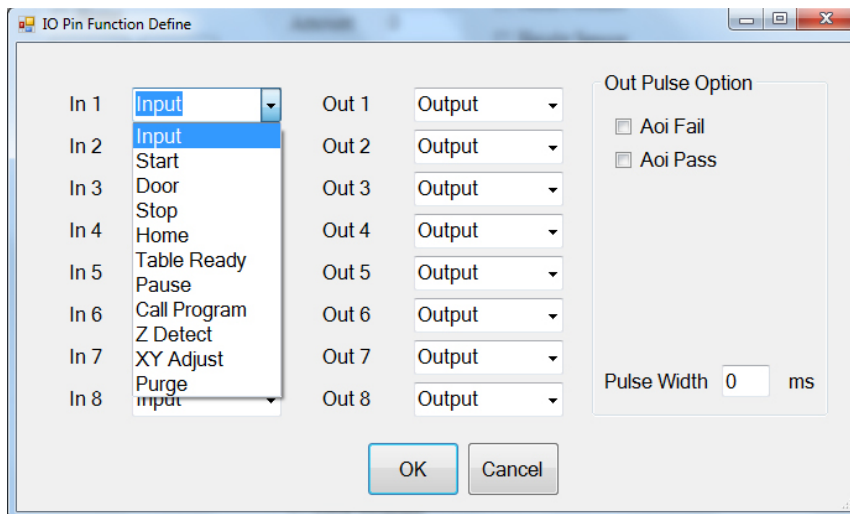 IO Pin Function Define
In 1 Input Out 1 Output
Input
Start
Door
Stop
Home
Table Ready
Pause
Call Program
Z Detect
XY Adjust
Purge
In 2 Out 2 Output
In 3 Out 3 Output
In 4 Out 4 Output
In 5 Out 5 Output
In 6 Out 6 Output
In 7 Out 7 Output
In 8 Input Out 8 Output
Out Pulse Option
Aoi Fail
Aoi Pass
Pulse Width 0 ms
OK Cancel